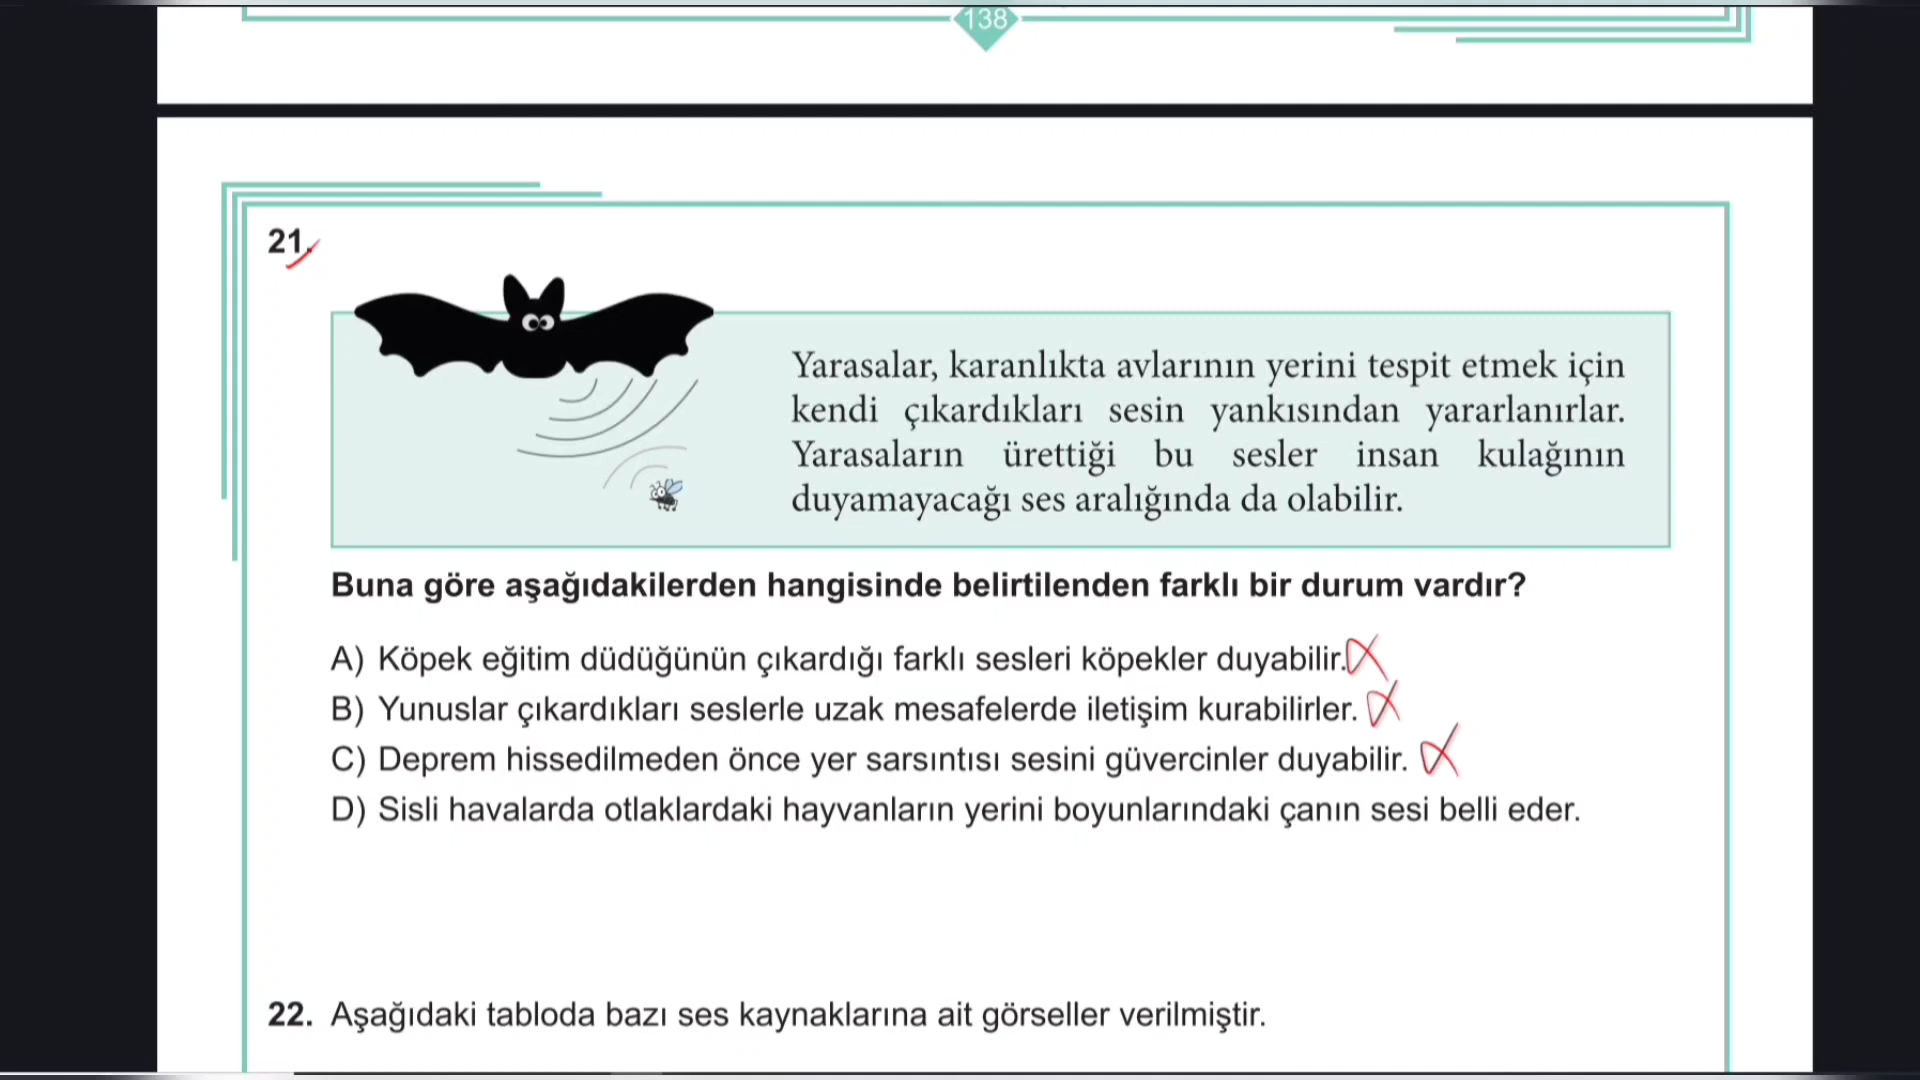 138
21.
Yarasalar, karanlıkta avlarının yerini tespit etmek için
kendi çıkardıkları sesin yankısından yararlanırlar.
Yarasaların ürettiği bu sesler insan kulağının
duyamayacağı ses aralığında da olabilir.
Buna göre aşağıdakilerden hangisinde belirtilenden farklı bir durum vardır?
A) Köpek eğitim düdüğünün çıkardığı farklı sesleri köpekler duyabilir.
B) Yunuslar çıkardıkları seslerle uzak mesafelerde iletişim kurabilirler.
C) Deprem hissedilmeden önce yer sarsıntısı sesini güvercinler duyabilir.
D) Sisli havalarda otlaklardaki hayvanların yerini boyunlarındaki çanın sesi belli eder.
22. Aşağıdaki tabloda bazı ses kaynaklarına ait görseller verilmiştir.